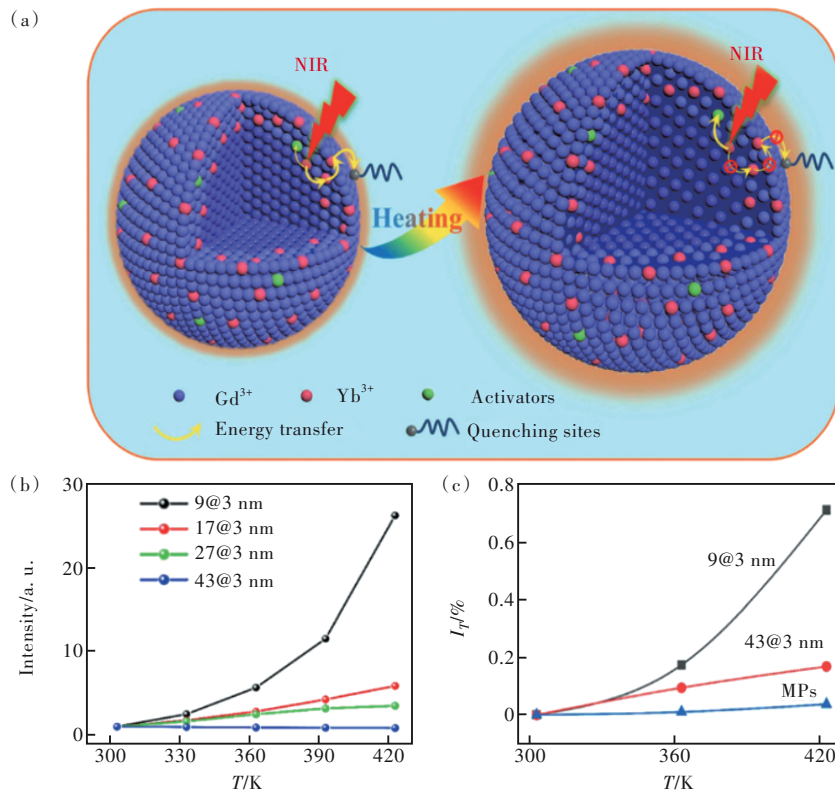 (a)
NIR
NIR
Heating
Gd³⁺ Yb³⁺ Activators
Energy transfer Quenching sites
(b)
30
20
10
0
Intensity/a. u.
9@3 nm
17@3 nm
27@3 nm
43@3 nm
300 330 360 390 420
T/K
(c)
0.8
0.6
0.4
0.2
0
I_T/%
9@3 nm
43@3 nm
MPs
300 360 420
T/K